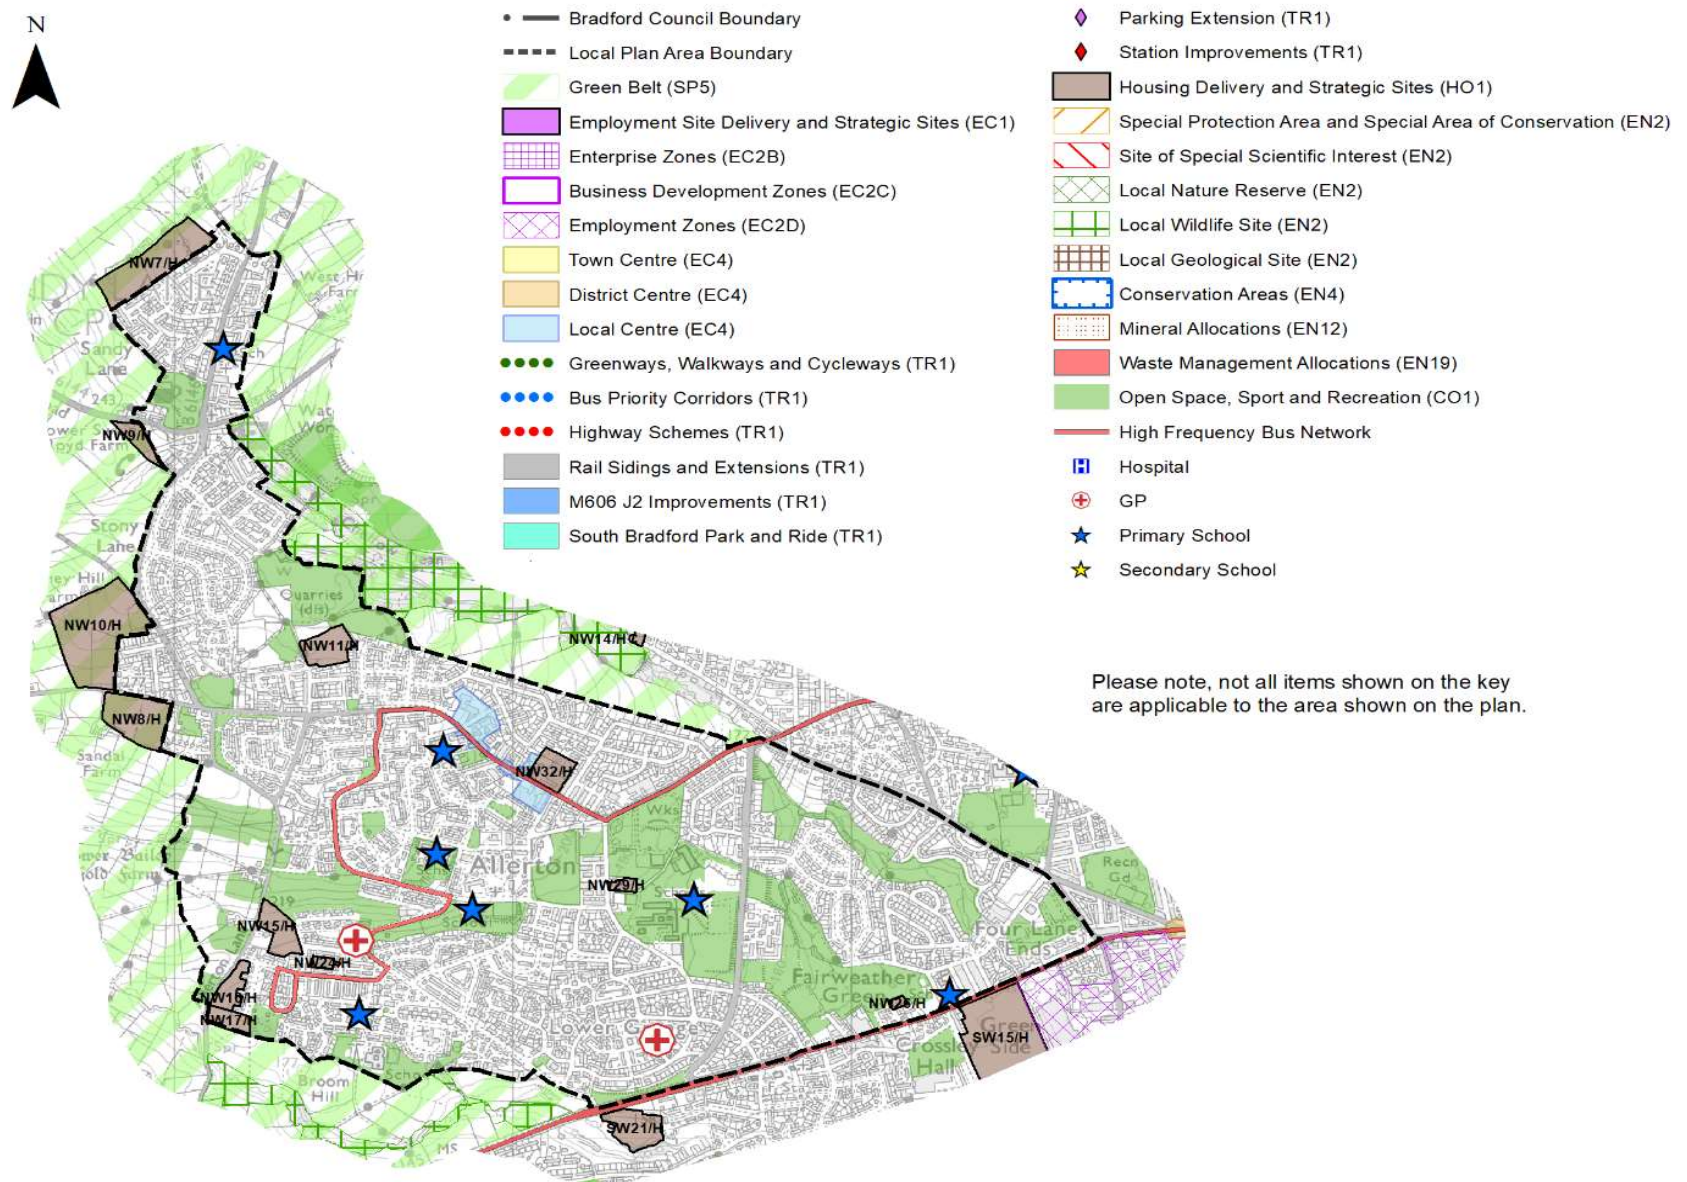 N
Bradford Council Boundary
Local Plan Area Boundary
Green Belt (SP5)
Employment Site Delivery and Strategic Sites (EC1)
Enterprise Zones (EC2B)
Business Development Zones (EC2C)
Employment Zones (EC2D)
Town Centre (EC4)
District Centre (EC4)
Local Centre (EC4)
Greenways, Walkways and Cycleways (TR1)
Bus Priority Corridors (TR1)
Highway Schemes (TR1)
Rail Sidings and Extensions (TR1)
M606 J2 Improvements (TR1)
South Bradford Park and Ride (TR1)
Parking Extension (TR1)
Station Improvements (TR1)
Housing Delivery and Strategic Sites (HO1)
Special Protection Area and Special Area of Conservation (EN2)
Site of Special Scientific Interest (EN2)
Local Nature Reserve (EN2)
Local Wildlife Site (EN2)
Local Geological Site (EN2)
Conservation Areas (EN4)
Mineral Allocations (EN12)
Waste Management Allocations (EN19)
Open Space, Sport and Recreation (CO1)
High Frequency Bus Network
H Hospital
GP
Primary School
Secondary School
Please note, not all items shown on the key
are applicable to the area shown on the plan.
NW7/H
Sandy
Lane
NW9/H
Stony
Lane
NW10/H
Quarries
(dis)
NW11/H
NW14/H
NW8/H
Farm
NW32/H
Wks
Allerton
NW29/H
Recn
Gd
NW15/H
NW24/H
Four Lane
Ends
Fairweather
Green
NW16/H
NW17/H
NW26/H
Lower
SW15/H
Crossley
Side
Hall
Broom
Hill
SW21/H
MS